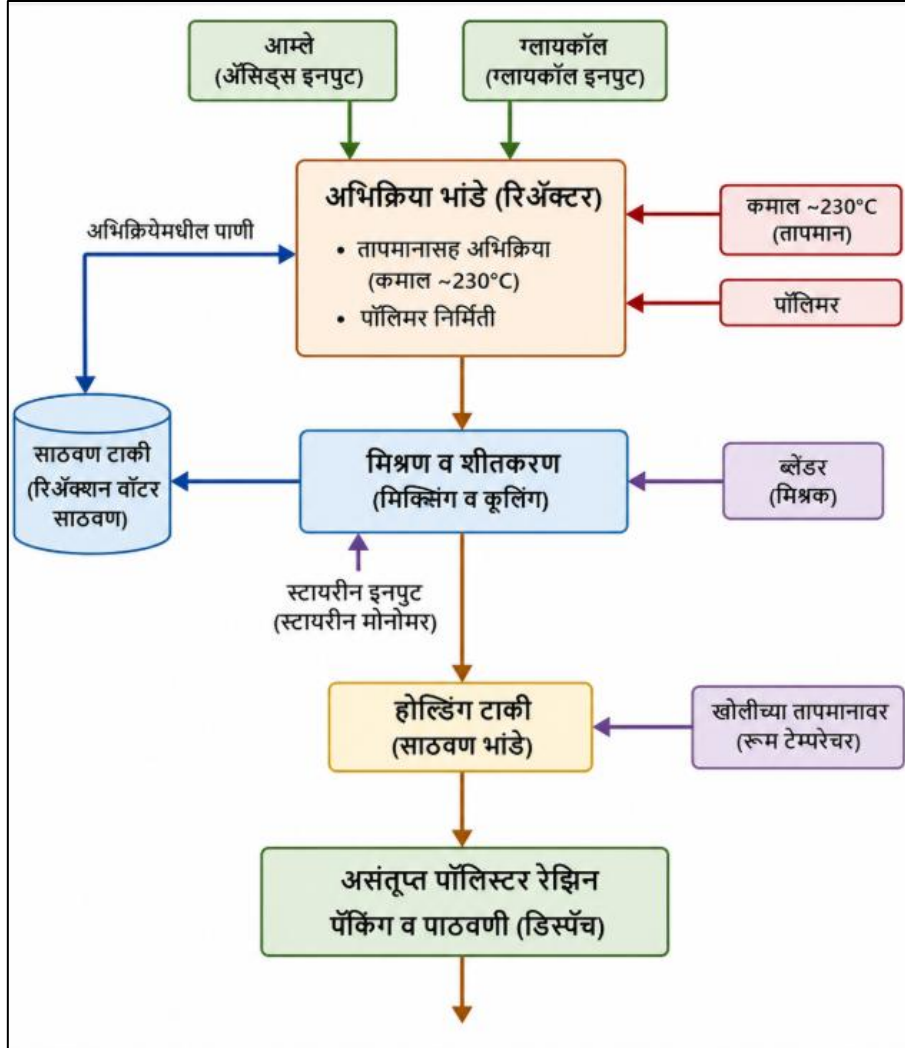 आम्ले
(ॲसिड्स इनपुट)
ग्लायकॉल
(ग्लायकॉल इनपुट)
अभिक्रिया भांडे (रिॲक्टर)
• तापमानासह अभिक्रिया
(कमाल ~230°C)
• पॉलिमर निर्मिती
कमाल ~230°C
(तापमान)
पॉलिमर
अभिक्रियेमधील पाणी
साठवण टाकी
(रिॲक्शन वॉटर
साठवण)
मिश्रण व शीतकरण
(मिक्सिंग व कूलिंग)
ब्लेंडर
(मिश्रक)
स्टायरीन इनपुट
(स्टायरीन मोनोमर)
होल्डिंग टाकी
(साठवण भांडे)
खोलीच्या तापमानावर
(रूम टेम्परेचर)
असंतृप्त पॉलिस्टर रेझिन
पॅकिंग व पाठवणी (डिस्पॅच)